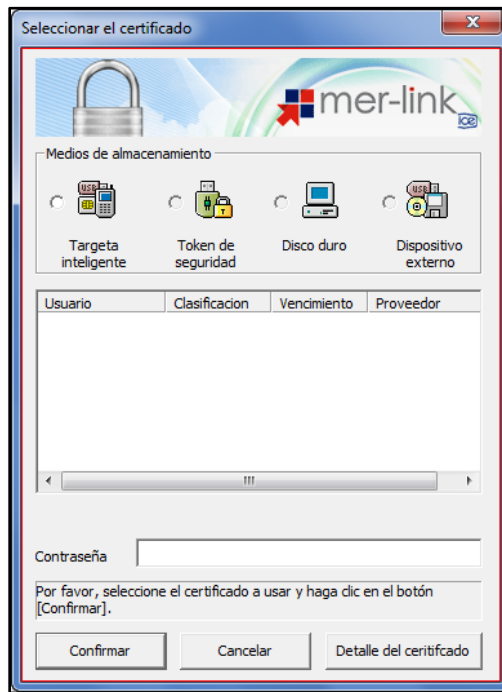 Seleccionar el certificado
mer-link
ice
Medios de almacenamiento
USB
USB
Targeta
inteligente
Token de
seguridad
Disco duro
Dispositivo
externo
Usuario Clasificacion Vencimiento Proveedor
Contraseña
Por favor, seleccione el certificado a usar y haga clic en el botón
[Confirmar].
Confirmar Cancelar Detalle del ceritifcado